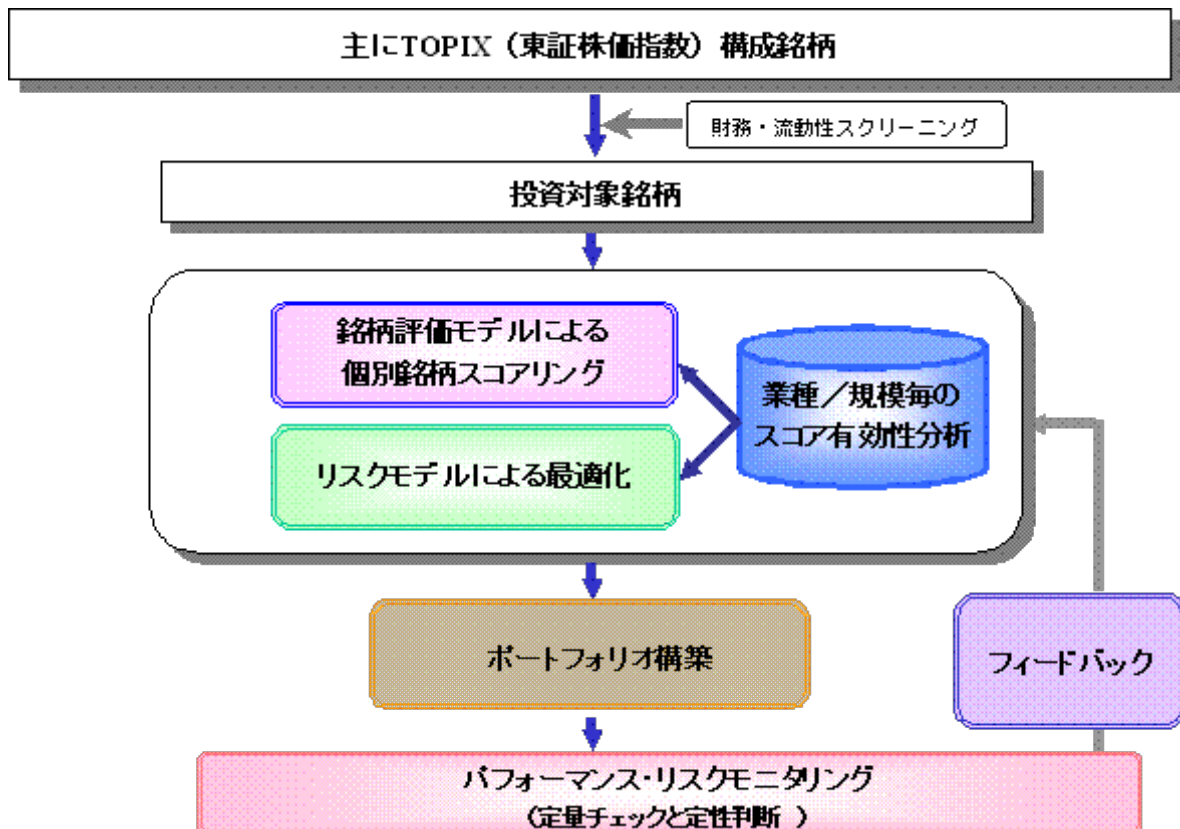 主にTOPIX（東証株価指数）構成銘柄
財務・流動性スクリーニング
投資対象銘柄
銘柄評価モデルによる
個別銘柄スコアリング
業種／規模毎の
スコア有効性分析
リスクモデルによる最適化
ポートフォリオ構築
フィードバック
パフォーマンス・リスクモニタリング
（定量チェックと定性判断 ）